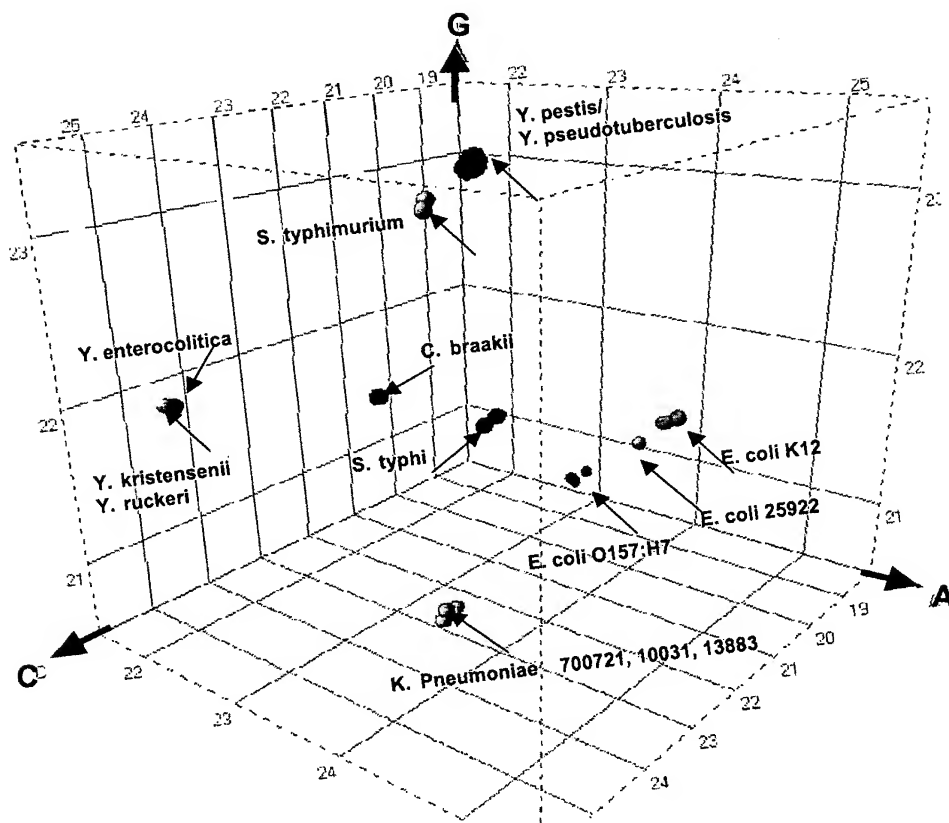 G
25 24 23 22 21 20 19 22 23 24 25
Y. pestis/
Y. pseudotuberculosis
S. typhimurium
23
Y. enterocolitica
C. braakii
22
22
Y. kristensenii
Y. ruckeri
S. typhi
E. coli K12
E. coli 25922
E. coli O157:H7
21
21
A
C
19
20
21
22
23
24
22
23
24
K. Pneumoniae 700721, 10031, 13883